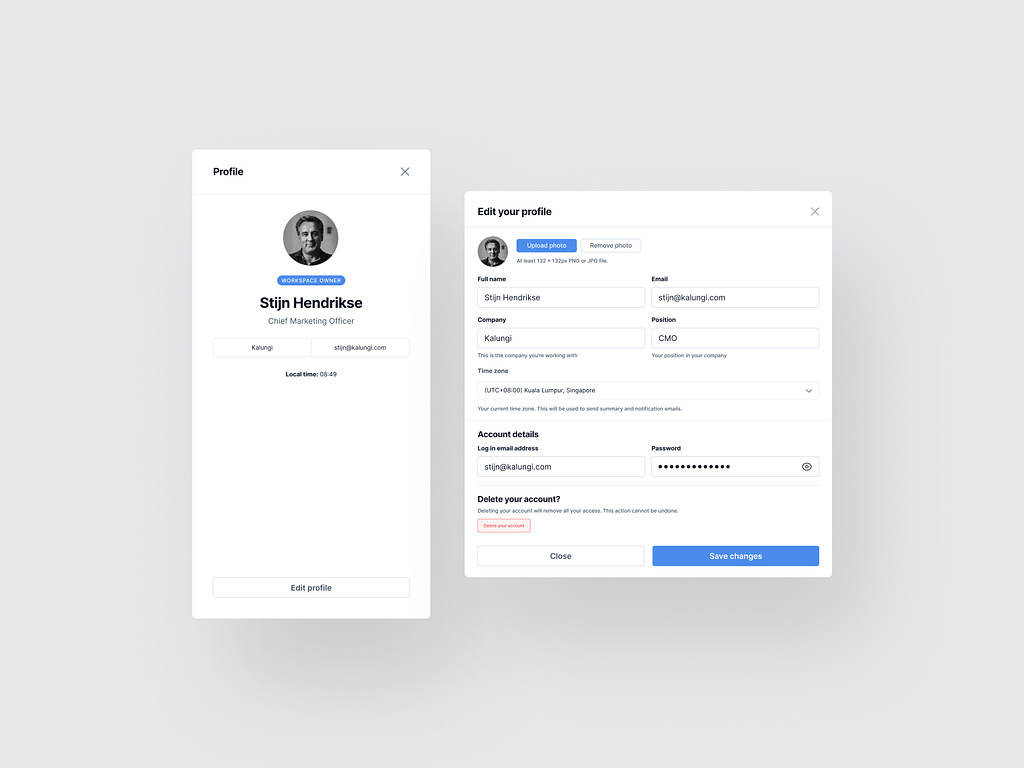 Profile
WORKSPACE OWNER
Stijn Hendrikse
Chief Marketing Officer
Kalungi
stijn@kalungi.com
Local time: 08:49
Edit profile
Edit your profile
Upload photo
Remove photo
At least 132 × 132px PNG or JPG file.
Full name
Email
Stijn Hendrikse
stijn@kalungi.com
Company
Position
Kalungi
CMO
This is the company you're working with
Your position in your company
Time zone
(UTC+08:00) Kuala Lumpur, Singapore
Your current time zone. This will be used to send summary and notification emails.
Account details
Log in email address
Password
stijn@kalungi.com
•••••••••••••
Delete your account?
Deleting your account will remove all your access. This action cannot be undone.
Delete your account
Close
Save changes